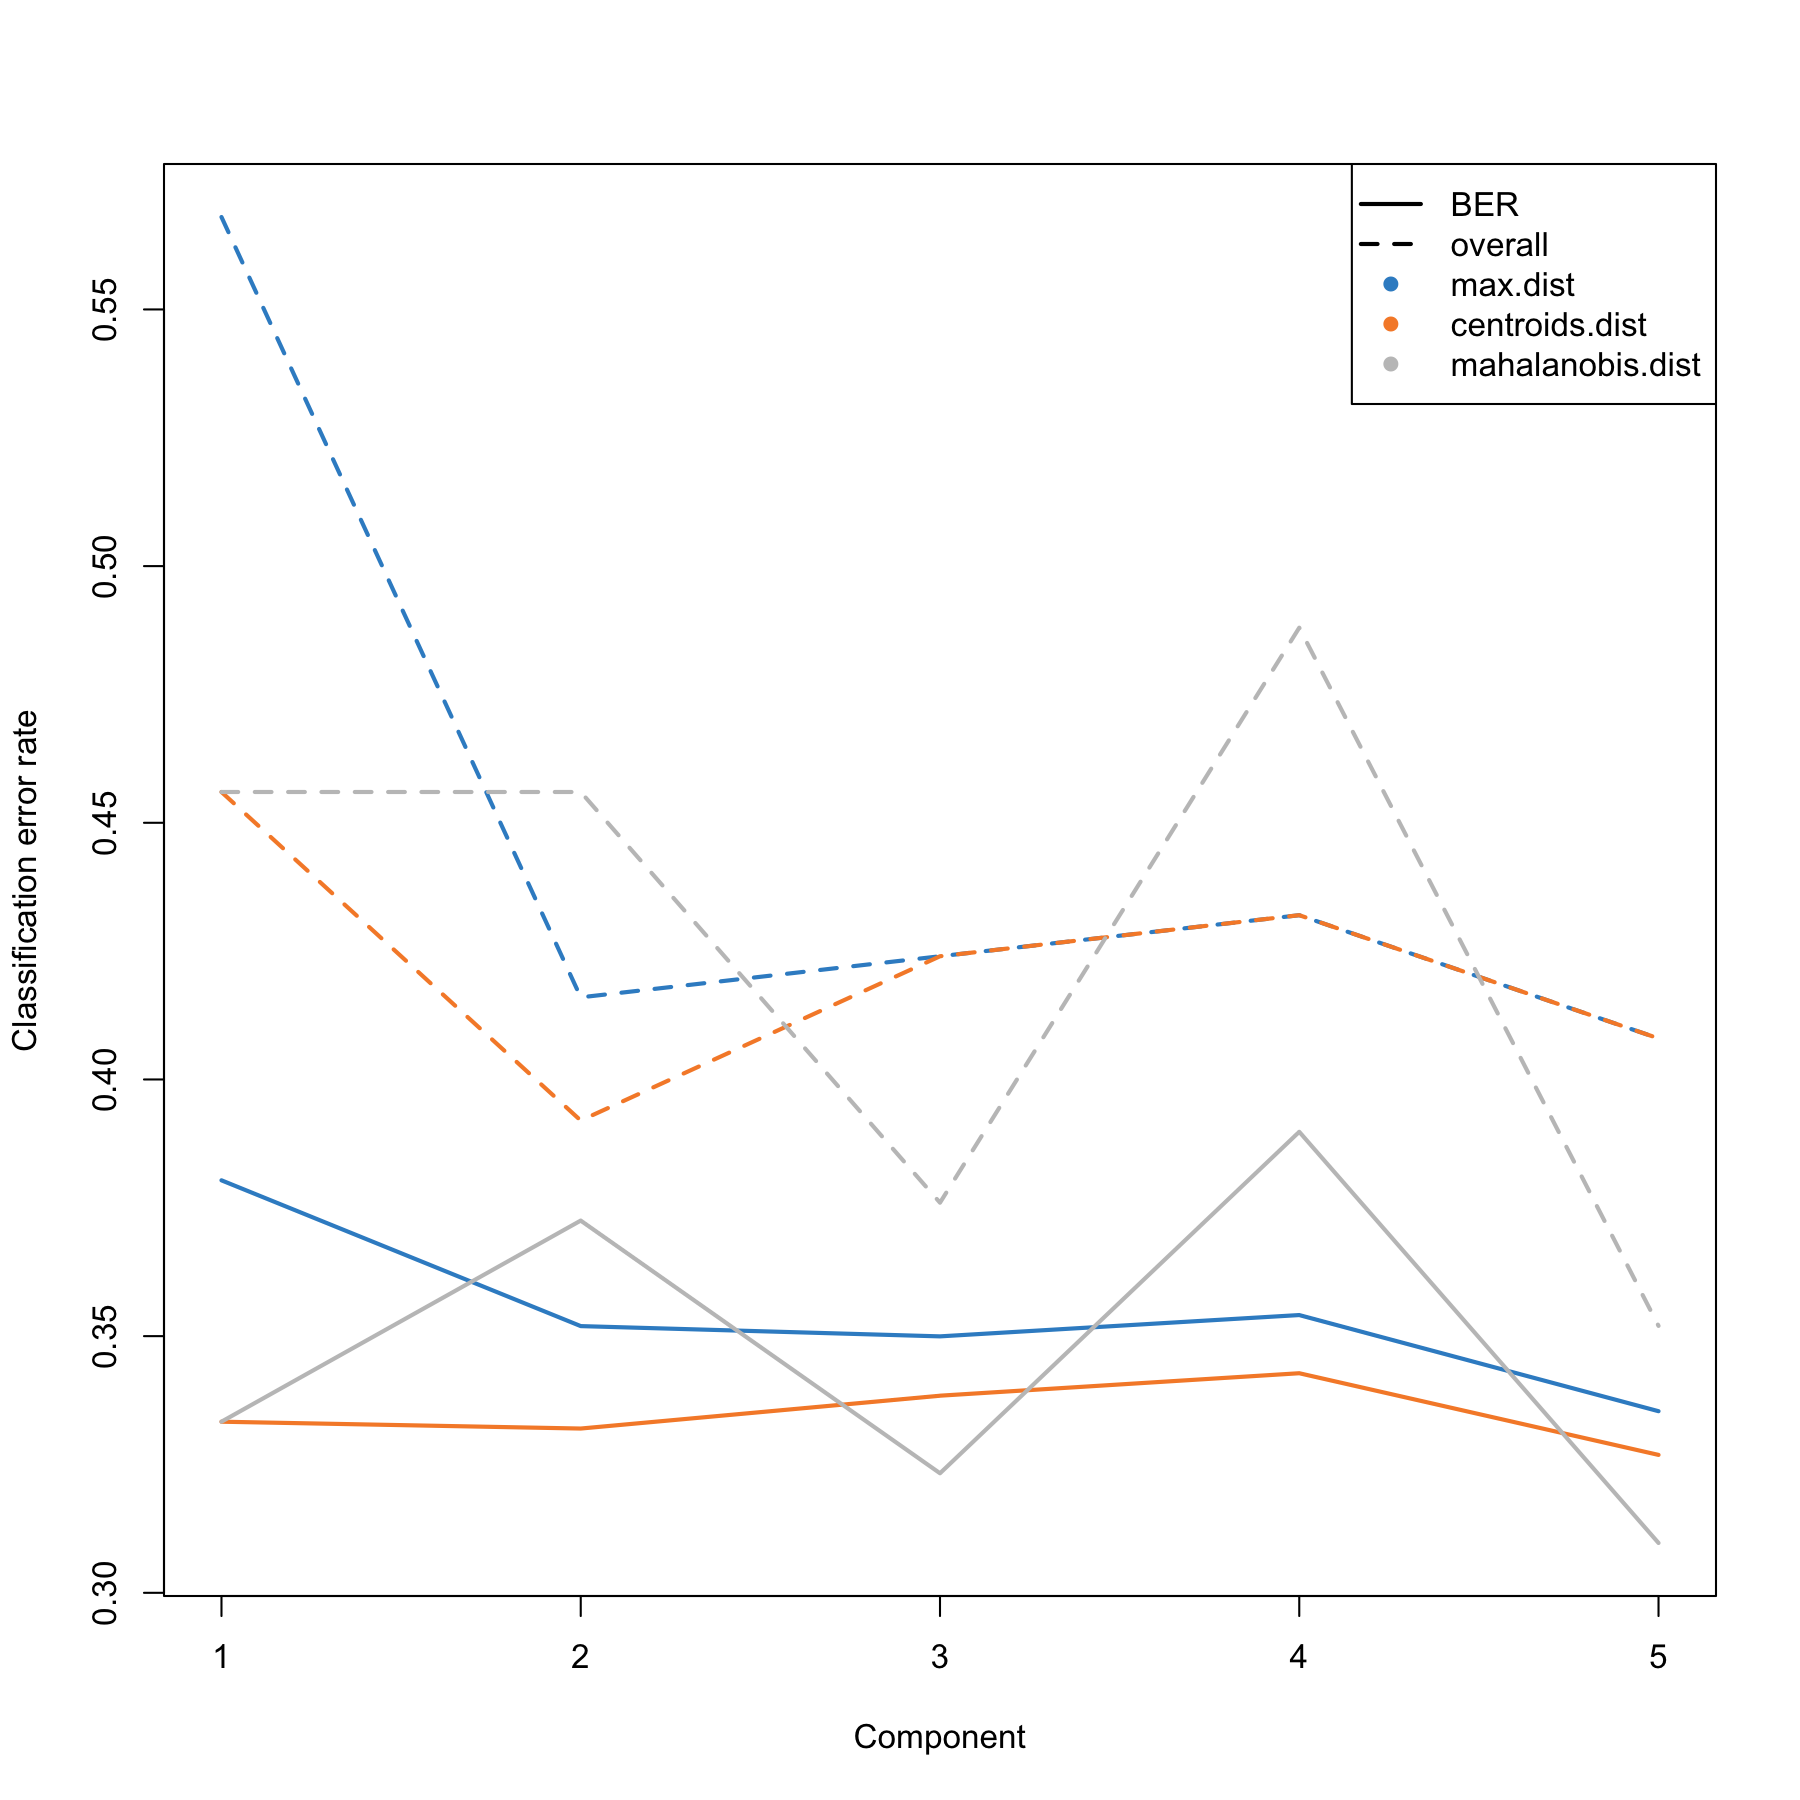 BER
overall
max.dist
centroids.dist
mahalanobis.dist
Classification error rate
0.55
0.50
0.45
0.40
0.35
0.30
1 2 3 4 5
Component